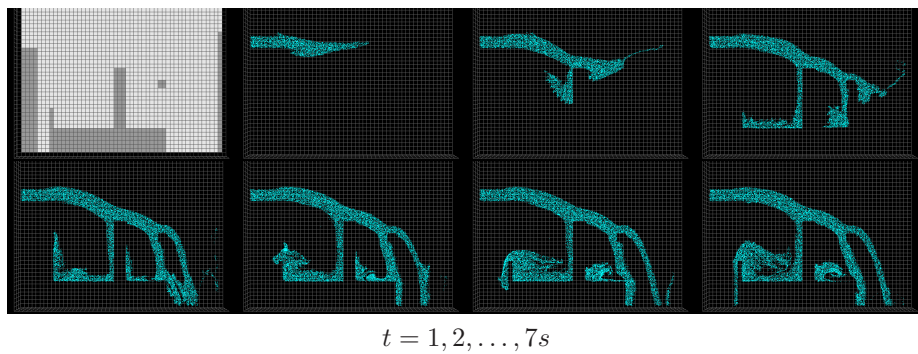 t = 1, 2, . . . , 7s